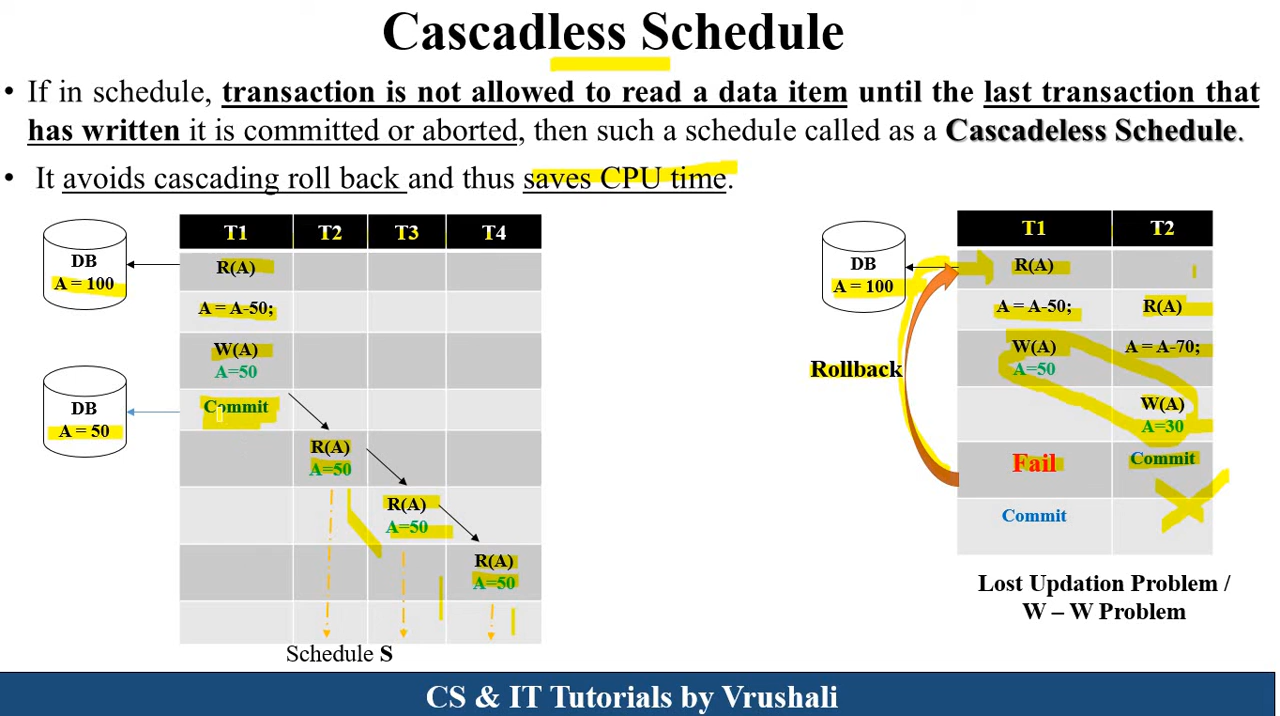 Cascadless Schedule
• If in schedule, transaction is not allowed to read a data item until the last transaction that
has written it is committed or aborted, then such a schedule called as a Cascadeless Schedule.
• It avoids cascading roll back and thus saves CPU time.
DB
A = 100
DB
A = 50
T1 T2 T3 T4
R(A)
A = A-50;
W(A)
A=50
Commit
R(A)
A=50
R(A)
A=50
R(A)
A=50
Schedule S
DB
A = 100
Rollback
T1 T2
R(A)
A = A-50; R(A)
W(A) A = A-70;
A=50
W(A)
A=30
Fail Commit
Commit
Lost Updation Problem /
W – W Problem
CS & IT Tutorials by Vrushali